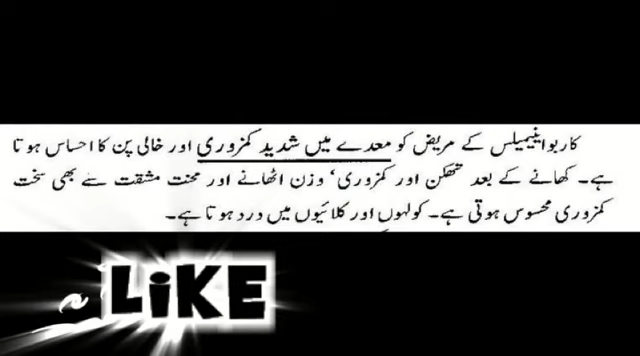 کاربوانیمیلس کے مریض کو معدے میں شدید کمزوری اور خالی پن کا احساس ہوتا
ہے۔ کھانے کے بعد تھکن اور کمزوری، وزن اٹھانے اور محنت مشقت سے بھی سخت
کمزوری محسوس ہوتی ہے۔ کولہوں اور کلائیوں میں درد ہوتا ہے۔
LiKE